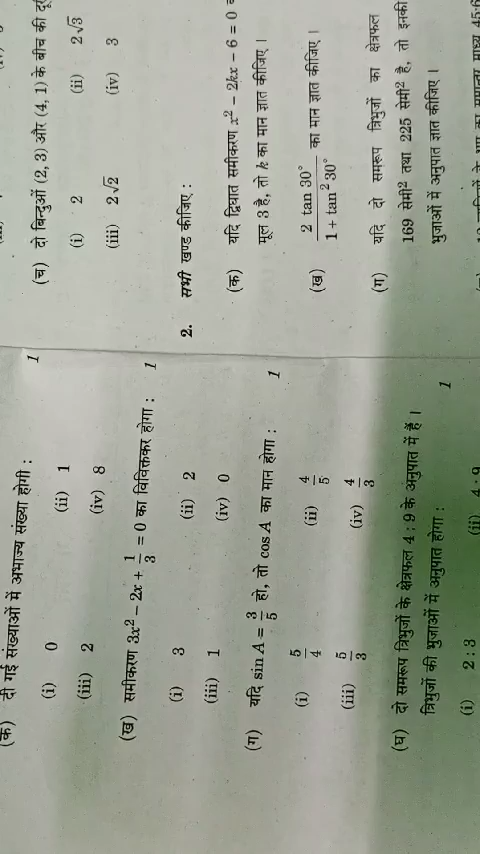 (क) दी गई संख्याओं में अभाज्य संख्या होगी : 1
(i) 0 (ii) 1
(iii) 2 (iv) 8
(ख) समीकरण 3x² – 2x + 1/3 = 0 का विविक्तकर होगा : 1
(i) 3 (ii) 2
(iii) 1 (iv) 0
(ग) यदि sin A = 3/5 हो, तो cos A का मान होगा : 1
(i) 5/4 (ii) 4/5
(iii) 5/3 (iv) 4/3
(घ) दो समरूप त्रिभुजों के क्षेत्रफल 4 : 9 के अनुपात में हैं ।
त्रिभुजों की भुजाओं में अनुपात होगा : 1
(i) 2 : 3 (ii) 4 : 9
(च) दो बिन्दुओं (2, 3) और (4, 1) के बीच की
(i) 2 (ii) 2√3
(iii) 2√2 (iv) 3
2. सभी खण्ड कीजिए :
(क) यदि द्विघात समीकरण x² – 2kx – 6 = 0
मूल 3 है, तो k का मान ज्ञात कीजिए ।
(ख) 2 tan 30° / 1 + tan² 30° का मान ज्ञात कीजिए ।
(ग) यदि दो समरूप त्रिभुजों का क्षेत्रफल
169 सेमी² तथा 225 सेमी² है, तो इनकी
भुजाओं में अनुपात ज्ञात कीजिए ।